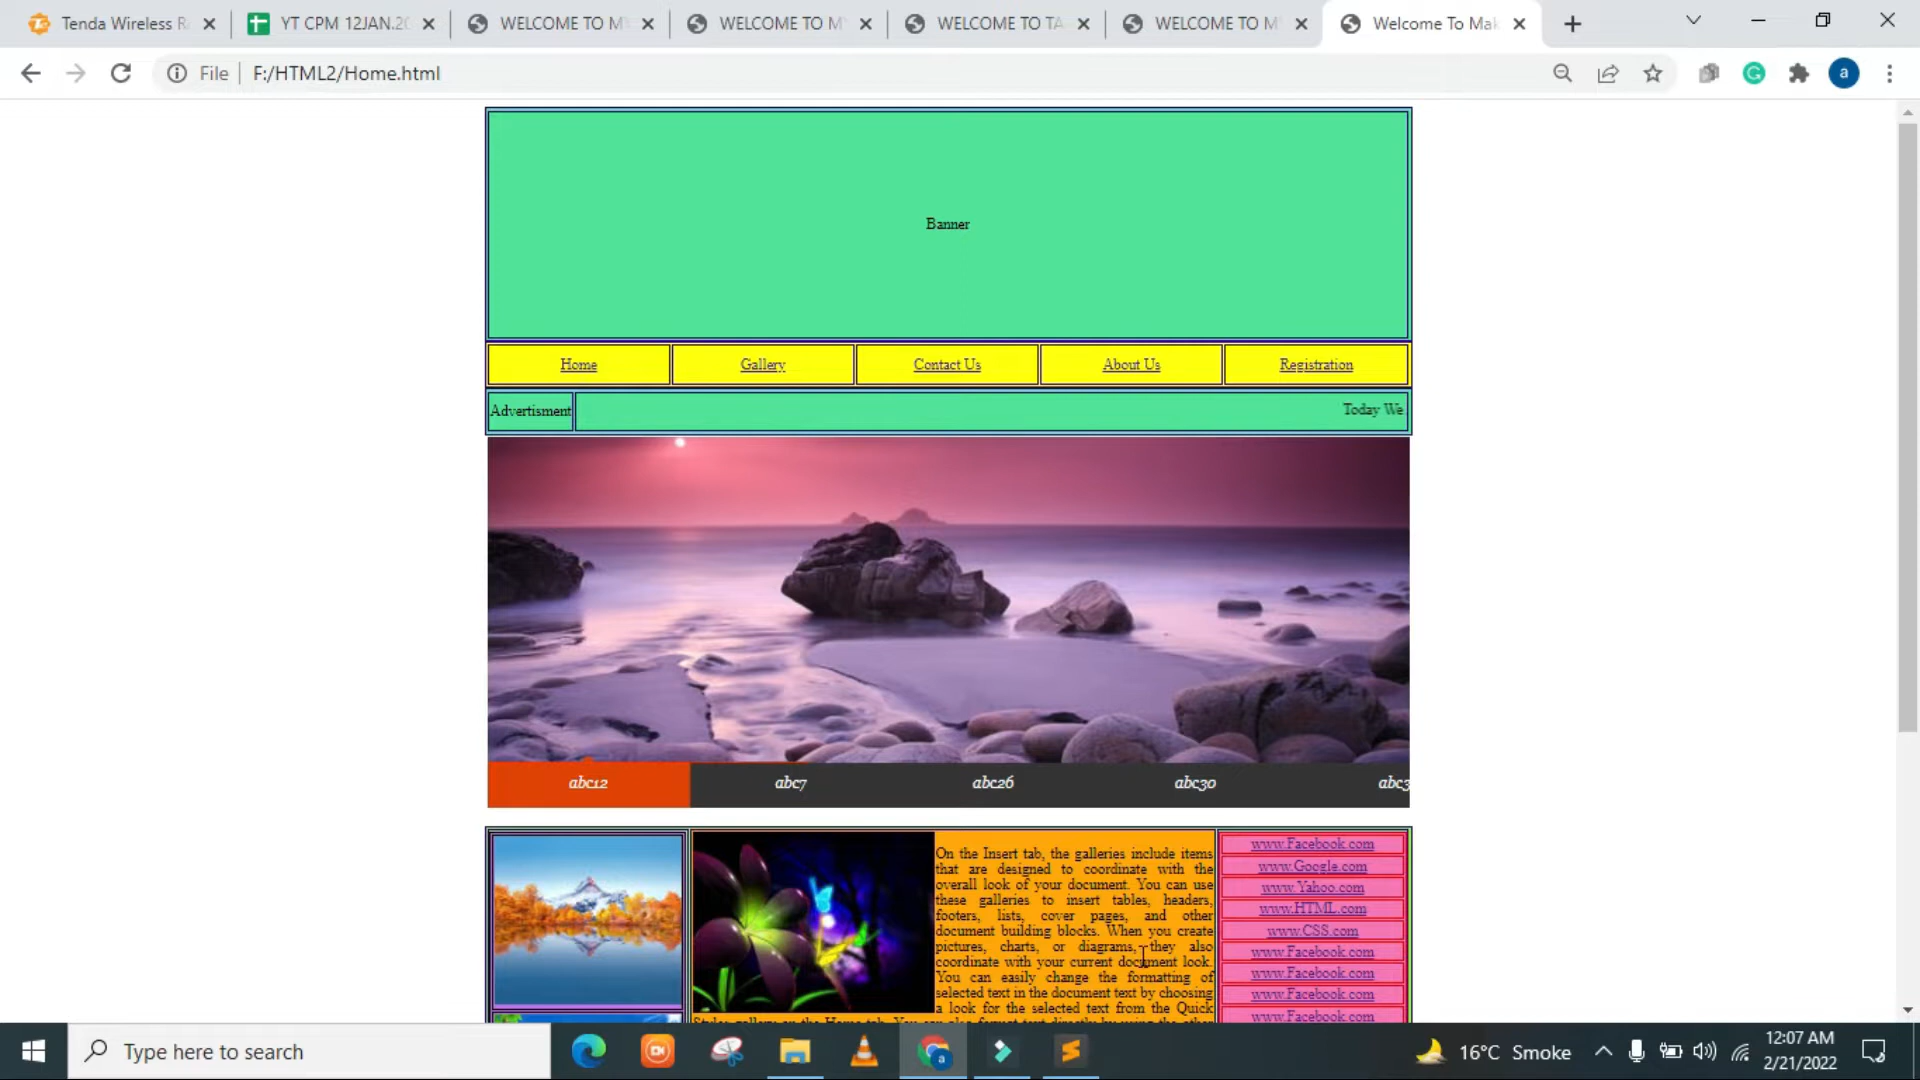 Tenda Wireless R
YT CPM 12JAN.20
WELCOME TO M
WELCOME TO M
WELCOME TO TA
WELCOME TO M
Welcome To Mak
File
F:/HTML2/Home.html
a
Banner
Home
Gallery
Contact Us
About Us
Registration
Advertisment
Today We
abc12
abc7
abc26
abc30
abc3
On the Insert tab, the galleries include items
that are designed to coordinate with the
overall look of your document. You can use
these galleries to insert tables, headers,
footers, lists, cover pages, and other
document building blocks. When you create
pictures, charts, or diagrams, they also
coordinate with your current document look.
You can easily change the formatting of
selected text in the document text by choosing
a look for the selected text from the Quick
www.Facebook.com
www.Google.com
www.Yahoo.com
www.HTML.com
www.CSS.com
www.Facebook.com
www.Facebook.com
www.Facebook.com
www.Facebook.com
Type here to search
a
16°C Smoke
12:07 AM
2/21/2022